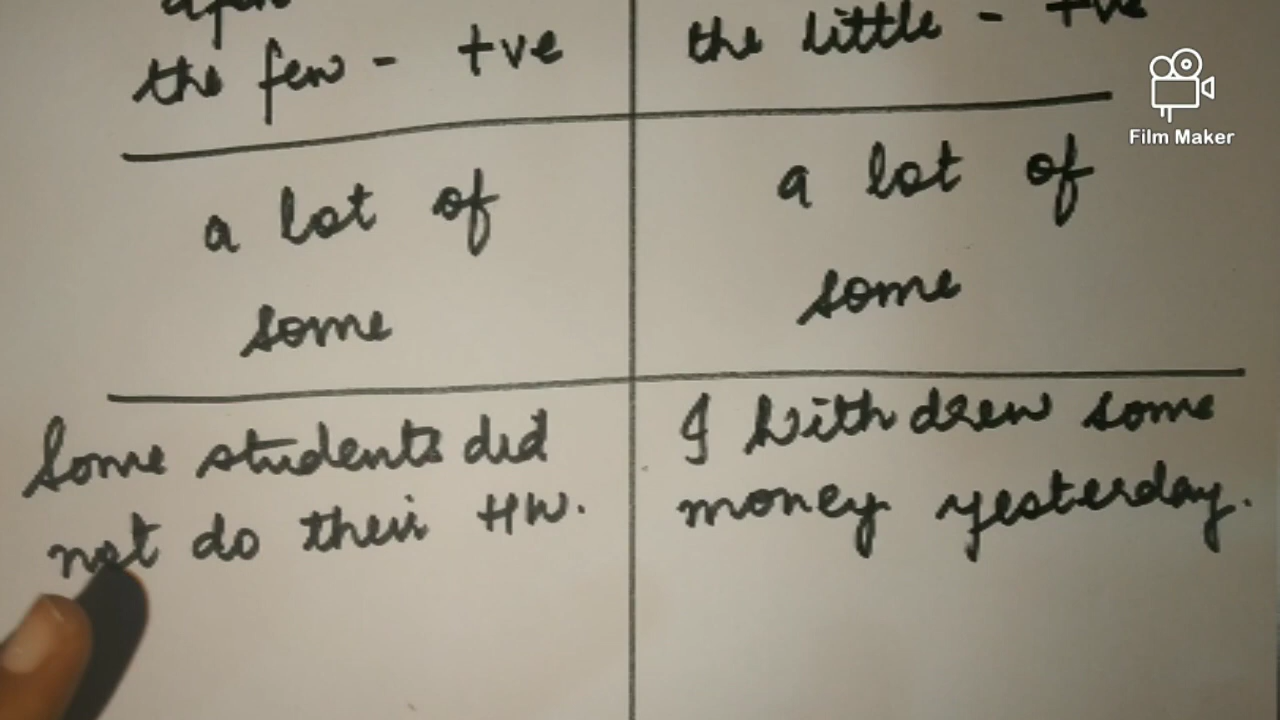 the few - +ve
a lot of
some
Some students did
not do their HW.
the little - +ve
a lot of
some
I withdrew some
money yesterday.
Film Maker